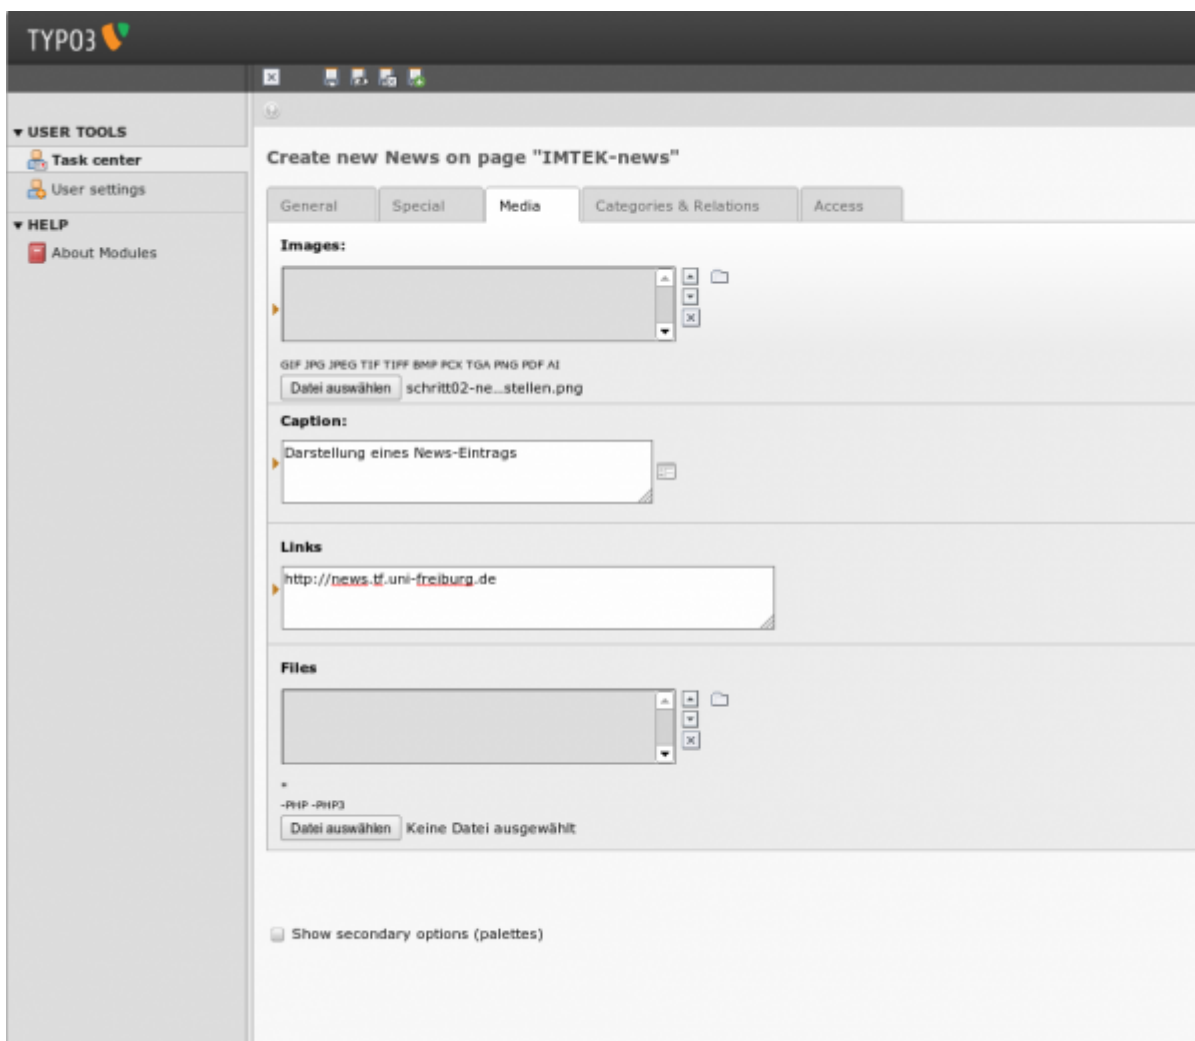 TYPO3
USER TOOLS
Task center
User settings
HELP
About Modules
Create new News on page "IMTEK-news"
General Special Media Categories & Relations Access
Images:
GIF JPG JPEG TIF TIFF BMP PCX TGA PNG PDF AI
Datei auswählen schritt02-ne...stellen.png
Caption:
Darstellung eines News-Eintrags
Links
http://news.tf.uni-freiburg.de
Files
*
-PHP -PHP3
Datei auswählen Keine Datei ausgewählt
Show secondary options (palettes)